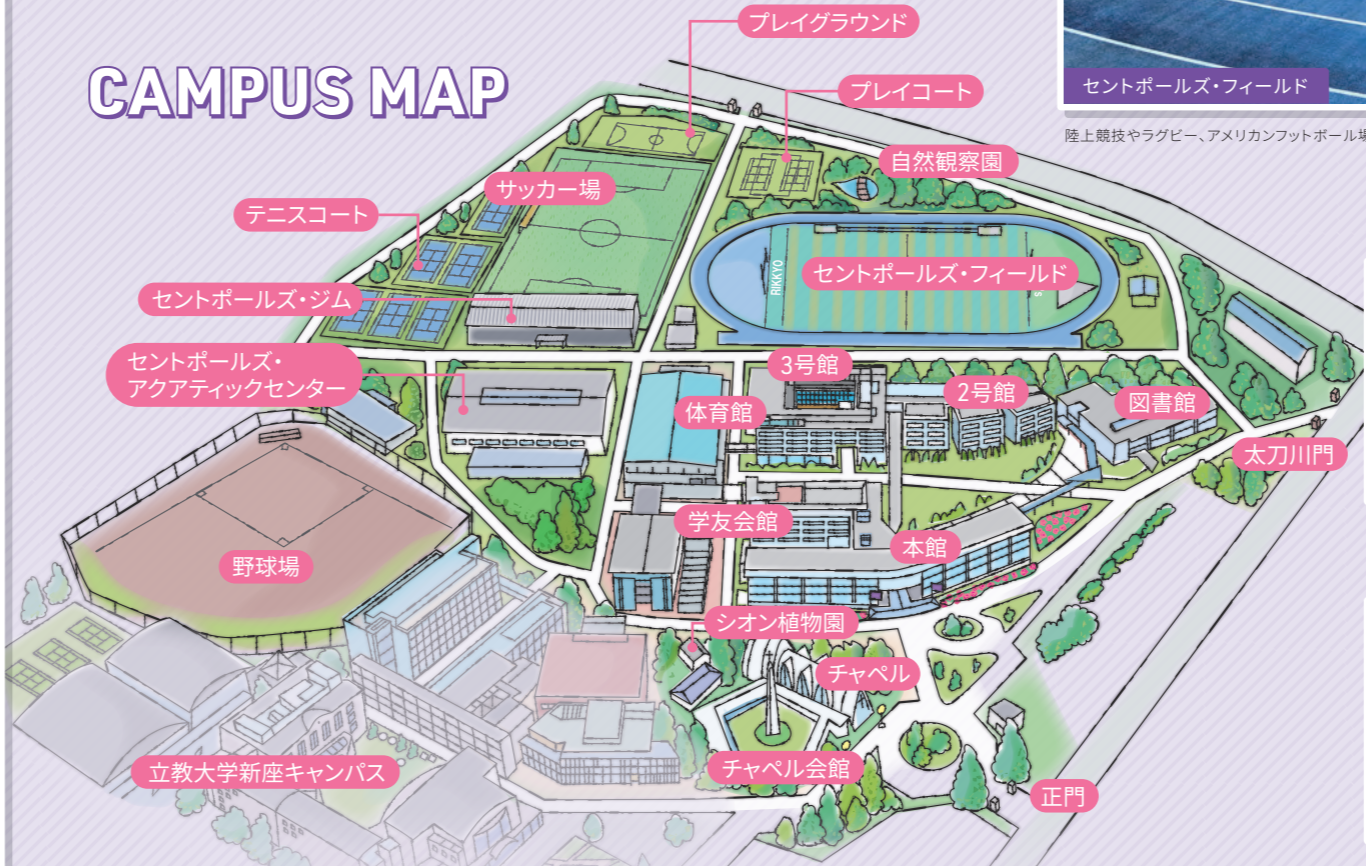 CAMPUS MAP
プレイグラウンド
プレイコート
セントポールズ・フィールド
陸上競技やラグビー、アメリカンフットボール場
自然観察園
サッカー場
テニスコート
セントポールズ・フィールド
RIKKYO
セントポールズ・ジム
セントポールズ・
アクアティックセンター
3号館
2号館
体育館
図書館
太刀川門
学友会館
本館
野球場
シオン植物園
チャペル
チャペル会館
立教大学新座キャンパス
正門